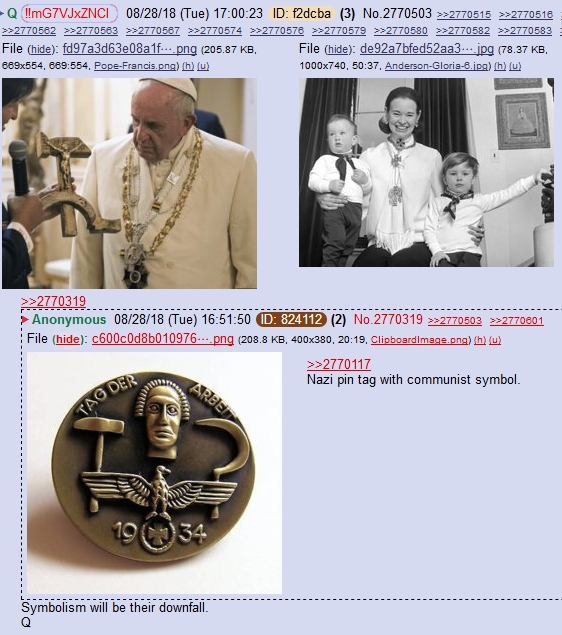 Q !!mG7VJxZNCI 08/28/18 (Tue) 17:00:23 ID: f2dcba (3) No.2770503 >>2770515 >>2770516
>>2770562 >>2770563 >>2770567 >>2770574 >>2770576 >>2770579 >>2770580 >>2770582 >>2770583
File (hide): fd97a3d63e08a1f⋯.png (205.87 KB, 669x554, 669:554, Pope-Francis.png) (h) (u)
File (hide): de92a7bfed52aa3⋯.jpg (78.37 KB, 1000x740, 50:37, Anderson-Gloria-6.jpg) (h) (u)
>>2770319
Anonymous 08/28/18 (Tue) 16:51:50 ID: 824112 (2) No.2770319 >>2770503 >>2770601
File (hide): c600c0d8b010976⋯.png (208.8 KB, 400x380, 20:19, ClipboardImage.png) (h) (u)
>>2770117
Nazi pin tag with communist symbol.
TAG DER ARBEIT
1934
Symbolism will be their downfall.
Q